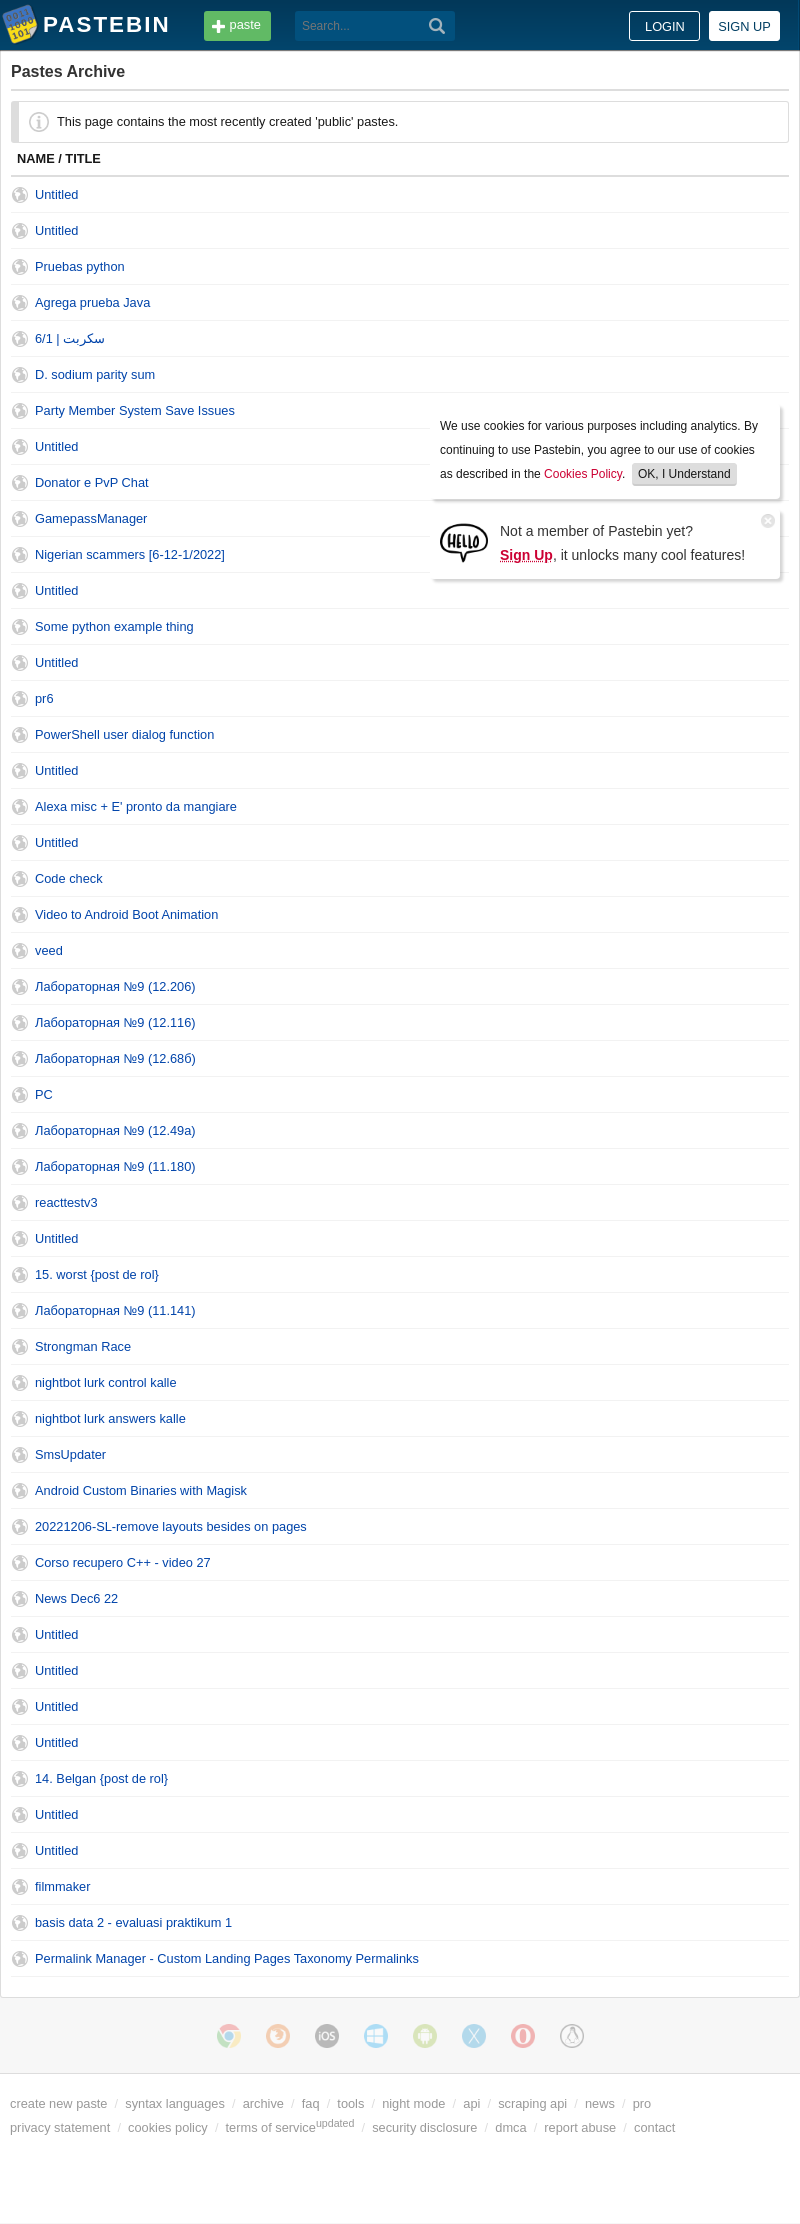 PASTEBIN paste Search... LOGIN SIGN UP
Pastes Archive
This page contains the most recently created 'public' pastes.
NAME / TITLE
Untitled
Untitled
Pruebas python
Agrega prueba Java
سكربت | 6/1
D. sodium parity sum
Party Member System Save Issues
Untitled
Donator e PvP Chat
GamepassManager
Nigerian scammers [6-12-1/2022]
Untitled
Some python example thing
Untitled
pr6
PowerShell user dialog function
Untitled
Alexa misc + E' pronto da mangiare
Untitled
Code check
Video to Android Boot Animation
veed
Лабораторная №9 (12.206)
Лабораторная №9 (12.116)
Лабораторная №9 (12.68б)
PC
Лабораторная №9 (12.49а)
Лабораторная №9 (11.180)
reacttestv3
Untitled
15. worst {post de rol}
Лабораторная №9 (11.141)
Strongman Race
nightbot lurk control kalle
nightbot lurk answers kalle
SmsUpdater
Android Custom Binaries with Magisk
20221206-SL-remove layouts besides on pages
Corso recupero C++ - video 27
News Dec6 22
Untitled
Untitled
Untitled
Untitled
14. Belgan {post de rol}
Untitled
Untitled
filmmaker
basis data 2 - evaluasi praktikum 1
Permalink Manager - Custom Landing Pages Taxonomy Permalinks
We use cookies for various purposes including analytics. By
continuing to use Pastebin, you agree to our use of cookies
as described in the Cookies Policy. OK, I Understand
HELLO
Not a member of Pastebin yet?
Sign Up, it unlocks many cool features!
iOS
create new paste / syntax languages / archive / faq / tools / night mode / api / scraping api / news / pro
privacy statement / cookies policy / terms of service updated / security disclosure / dmca / report abuse / contact